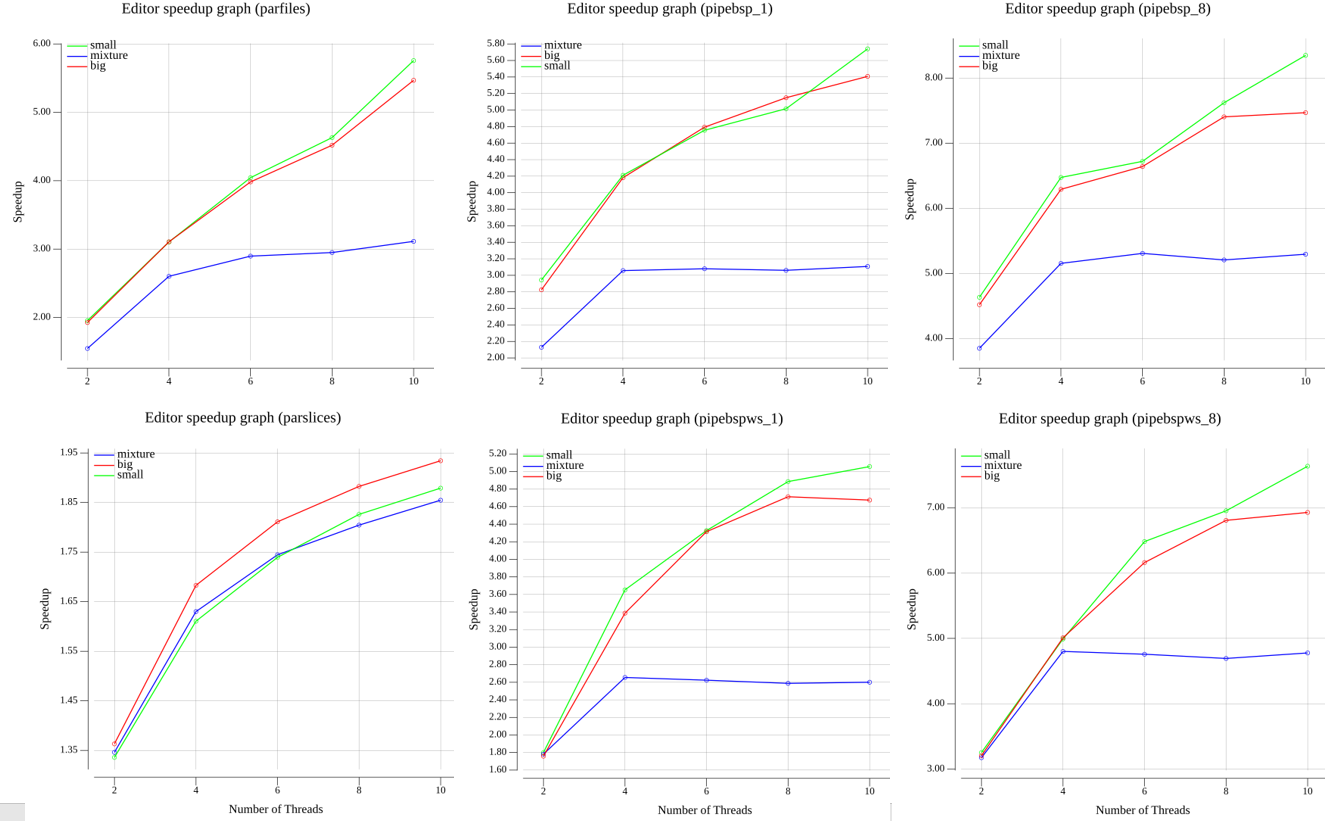 Editor speedup graph (parfiles)
small
mixture
big
6.00
5.00
4.00
3.00
2.00
Speedup
2 4 6 8 10
Editor speedup graph (pipebsp_1)
mixture
big
small
5.80
5.60
5.40
5.20
5.00
4.80
4.60
4.40
4.20
4.00
3.80
3.60
3.40
3.20
3.00
2.80
2.60
2.40
2.20
2.00
Speedup
2 4 6 8 10
Editor speedup graph (pipebsp_8)
small
mixture
big
8.00
7.00
6.00
5.00
4.00
Speedup
2 4 6 8 10
Editor speedup graph (parslices)
mixture
big
small
1.95
1.85
1.75
1.65
1.55
1.45
1.35
Speedup
2 4 6 8 10
Number of Threads
Editor speedup graph (pipebspws_1)
small
mixture
big
5.20
5.00
4.80
4.60
4.40
4.20
4.00
3.80
3.60
3.40
3.20
3.00
2.80
2.60
2.40
2.20
2.00
1.80
1.60
Speedup
2 4 6 8 10
Number of Threads
Editor speedup graph (pipebspws_8)
small
mixture
big
7.00
6.00
5.00
4.00
3.00
Speedup
2 4 6 8 10
Number of Threads